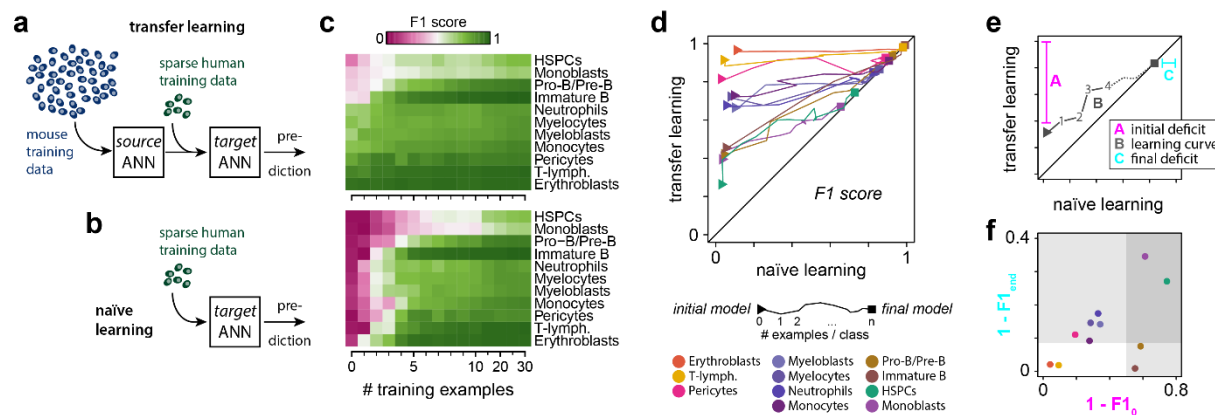 a
transfer learning
sparse human
training data
mouse
training
data
source
ANN
target
ANN
pre-
diction
b
sparse human
training data
naïve
learning
target
ANN
pre-
diction
c
F1 score
0
1
HSPCs
Monoblasts
Pro-B/Pre-B
Immature B
Neutrophils
Myelocytes
Myeloblasts
Monocytes
Pericytes
T-lymph.
Erythroblasts
HSPCs
Monoblasts
Pro-B/Pre-B
Immature B
Neutrophils
Myelocytes
Myeloblasts
Monocytes
Pericytes
T-lymph.
Erythroblasts
0
5
10
20
30
# training examples
d
transfer learning
1
0
F1 score
0
1
naïve learning
initial model
final model
0
1
2
...
n
# examples / class
Erythroblasts
T-lymph.
Pericytes
Myeloblasts
Myelocytes
Neutrophils
Monocytes
Pro-B/Pre-B
Immature B
HSPCs
Monoblasts
e
transfer learning
A
1
2
3
4
B
C
A initial deficit
B learning curve
C final deficit
naïve learning
f
0.4
0
1 - F1end
0
0.8
1 - F10